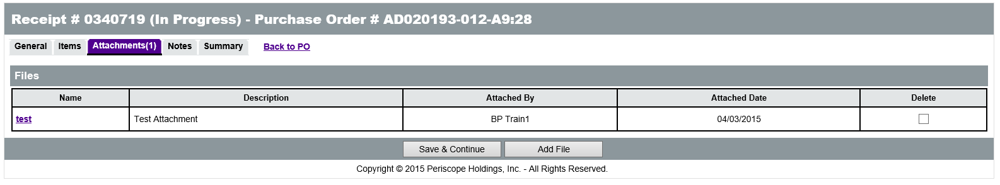 Receipt # 0340719 (In Progress) - Purchase Order # AD020193-012-A9:28
General Items Attachments(1) Notes Summary Back to PO
Files
Name Description Attached By Attached Date Delete
test Test Attachment BP Train1 04/03/2015
Save & Continue Add File
Copyright © 2015 Periscope Holdings, Inc. - All Rights Reserved.